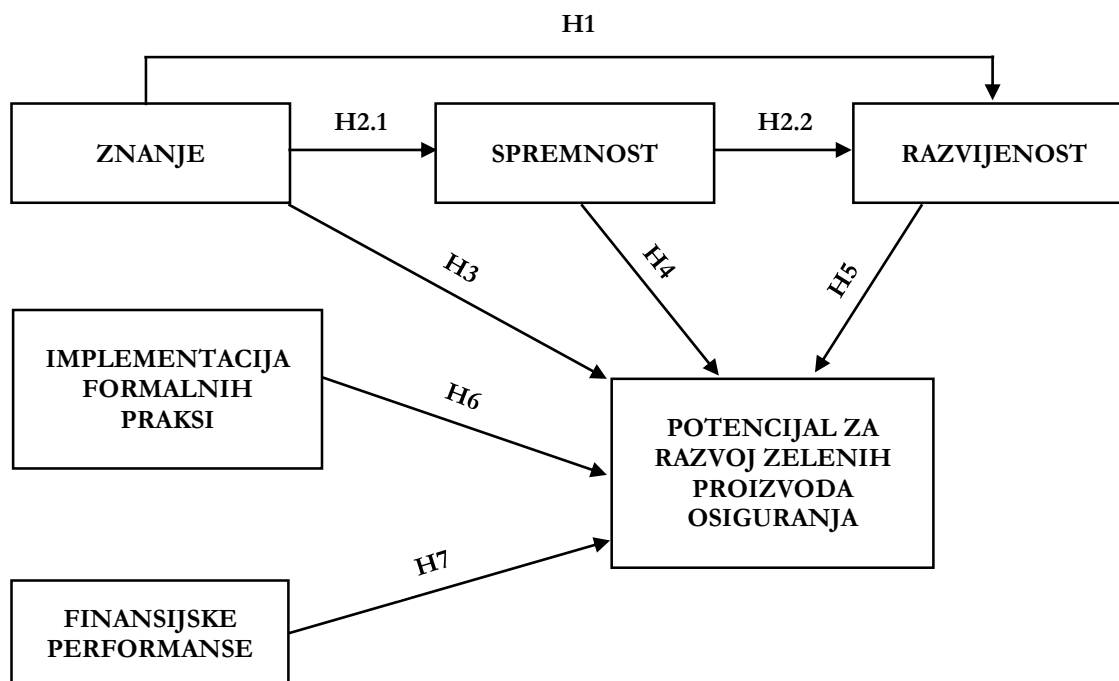 H1
H2.1
H2.2
ZNANJE
SPREMNOST
RAZVIJENOST
H3
H4
H5
IMPLEMENTACIJA
FORMALNIH
PRAKSI
H6
POTENCIJAL ZA
RAZVOJ ZELENIH
PROIZVODA
OSIGURANJA
H7
FINANSIJSKE
PERFORMANSE